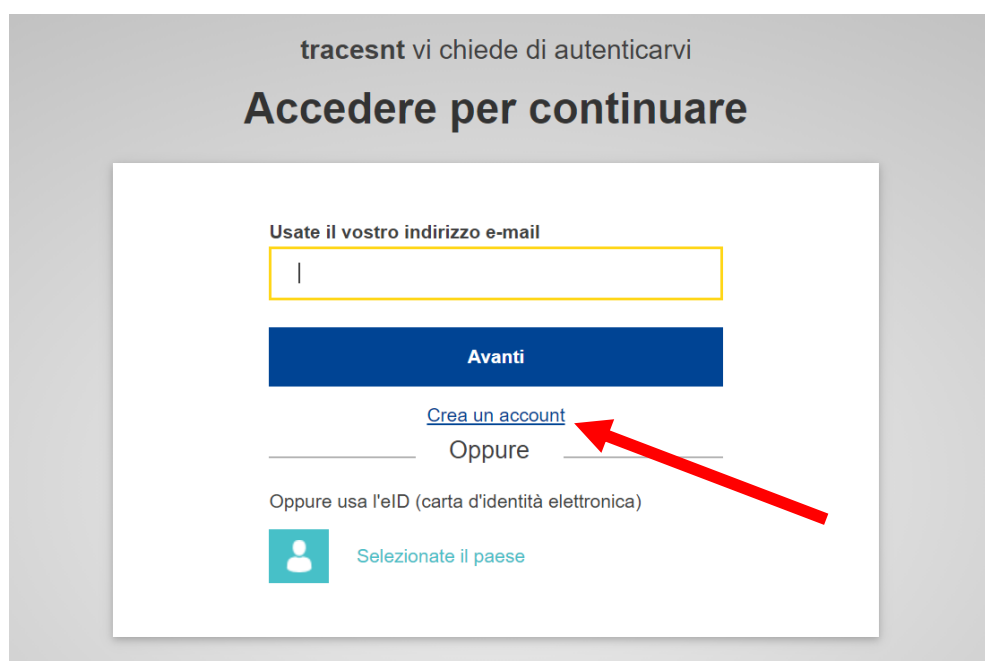 tracesnt vi chiede di autenticarvi
Accedere per continuare
Usate il vostro indirizzo e-mail
Avanti
Crea un account
Oppure
Oppure usa l'eID (carta d'identità elettronica)
Selezionate il paese